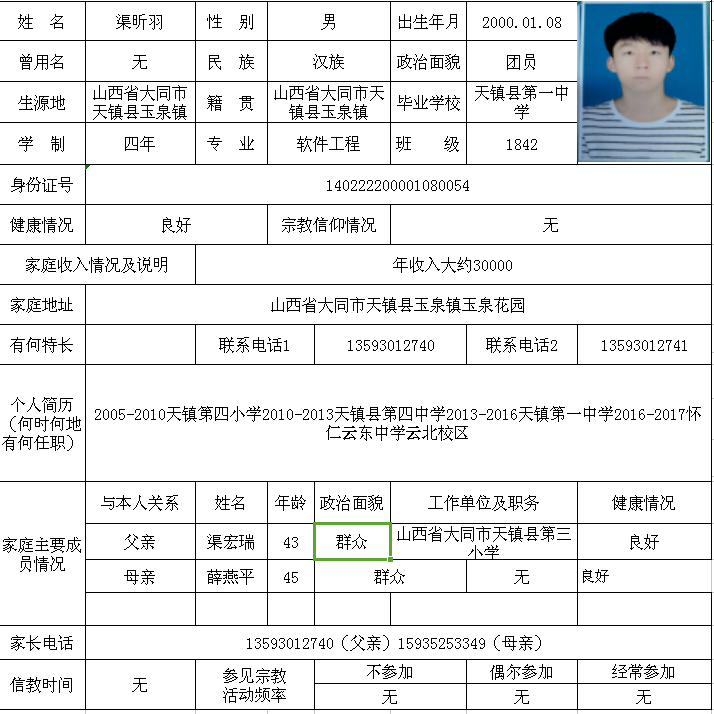 姓 名 渠昕羽 性 别 男 出生年月 2000.01.08
曾用名 无 民 族 汉族 政治面貌 团员
生源地 山西省大同市
天镇县玉泉镇 籍 贯 山西省大同市天
镇县玉泉镇 毕业学校 天镇县第一中
学
学 制 四年 专 业 软件工程 班 级 1842
身份证号 140222200001080054
健康情况 良好 宗教信仰情况 无
家庭收入情况及说明 年收入大约30000
家庭地址 山西省大同市天镇县玉泉镇玉泉花园
有何特长 联系电话1 13593012740 联系电话2 13593012741
个人简历
（何时何地
有何任职）
2005-2010天镇第四小学2010-2013天镇县第四中学2013-2016天镇第一中学2016-2017怀
仁云东中学云北校区
家庭主要成
员情况
与本人关系 姓名 年龄 政治面貌 工作单位及职务 健康情况
父亲 渠宏瑞 43 群众 山西省大同市天镇县第三
小学 良好
母亲 薛燕平 45 群众 无 良好
家长电话 13593012740（父亲）15935253349（母亲）
信教时间 无 参见宗教
活动频率 不参加 偶尔参加 经常参加
无 无 无